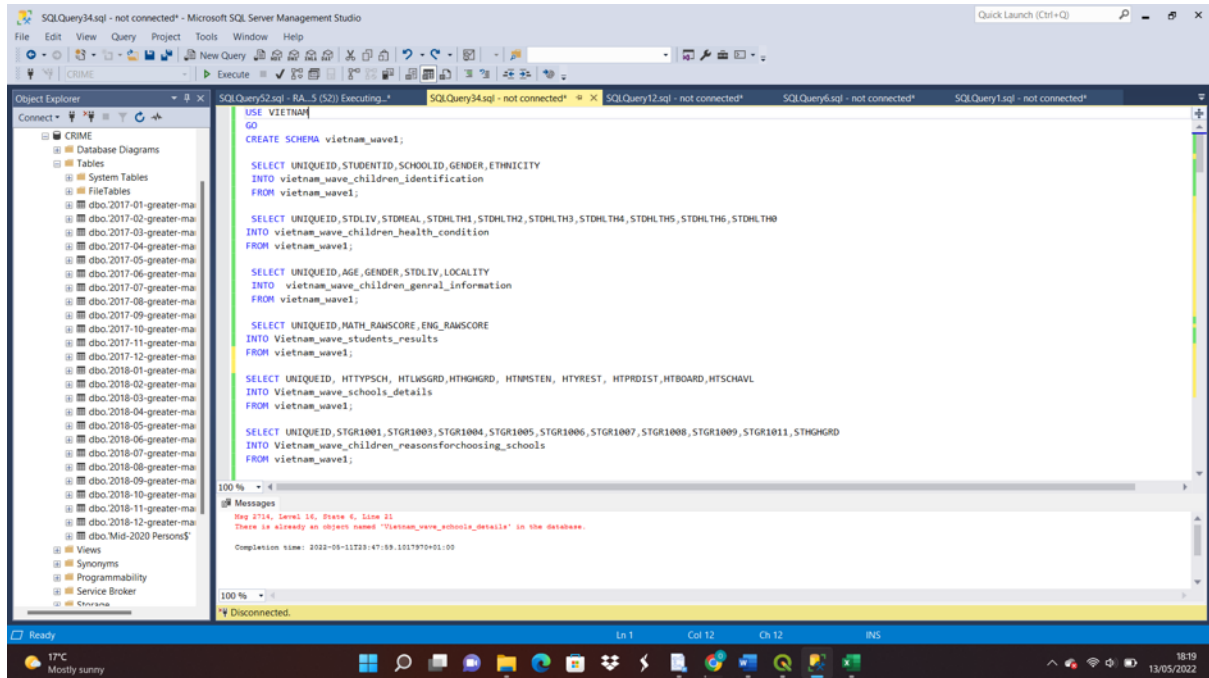 SQLQuery34.sql - not connected* - Microsoft SQL Server Management Studio
Quick Launch (Ctrl+Q)
File Edit View Query Project Tools Window Help
New Query
CRIME
Execute
Object Explorer
SQLQuery52.sql - RA...5 (52)) Executing...*
SQLQuery34.sql - not connected*
SQLQuery12.sql - not connected*
SQLQuery6.sql - not connected*
SQLQuery1.sql - not connected*
Connect
CRIME
Database Diagrams
Tables
System Tables
FileTables
dbo.'2017-01-greater-ma
dbo.'2017-02-greater-ma
dbo.'2017-03-greater-ma
dbo.'2017-04-greater-ma
dbo.'2017-05-greater-ma
dbo.'2017-06-greater-ma
dbo.'2017-07-greater-ma
dbo.'2017-08-greater-ma
dbo.'2017-09-greater-ma
dbo.'2017-10-greater-ma
dbo.'2017-11-greater-ma
dbo.'2017-12-greater-ma
dbo.'2018-01-greater-ma
dbo.'2018-02-greater-ma
dbo.'2018-03-greater-ma
dbo.'2018-04-greater-ma
dbo.'2018-05-greater-ma
dbo.'2018-06-greater-ma
dbo.'2018-07-greater-ma
dbo.'2018-08-greater-ma
dbo.'2018-09-greater-ma
dbo.'2018-10-greater-ma
dbo.'2018-11-greater-ma
dbo.'2018-12-greater-ma
dbo.'Mid-2020 Persons$'
Views
Synonyms
Programmability
Service Broker
Storage
USE VIETNAM
GO
CREATE SCHEMA vietnam_wave1;
SELECT UNIQUEID,STUDENTID,SCHOOLID,GENDER,ETHNICITY
INTO vietnam_wave_children_identification
FROM vietnam_wave1;
SELECT UNIQUEID,STDLIV,STDMEAL,STDHLTH1,STDHLTH2,STDHLTH3,STDHLTH4,STDHLTH5,STDHLTH6,STDHLTH0
INTO vietnam_wave_children_health_condition
FROM vietnam_wave1;
SELECT UNIQUEID,AGE,GENDER,STDLIV,LOCALITY
INTO vietnam_wave_children_genral_information
FROM vietnam_wave1;
SELECT UNIQUEID,MATH_RAWSCORE,ENG_RAWSCORE
INTO Vietnam_wave_students_results
FROM vietnam_wave1;
SELECT UNIQUEID, HTTYPSCH, HTLWSGRD,HTHGHGRD, HTNMSTEN, HTYREST, HTPRDIST,HTBOARD,HTSCHAVL
INTO Vietnam_wave_schools_details
FROM vietnam_wave1;
SELECT UNIQUEID,STGR1001,STGR1003,STGR1004,STGR1005,STGR1006,STGR1007,STGR1008,STGR1009,STGR1011,STHGHGRD
INTO Vietnam_wave_children_reasonsforchoosing_schools
FROM vietnam_wave1;
100 %
Messages
Msg 2714, Level 16, State 6, Line 21
There is already an object named 'Vietnam_wave_schools_details' in the database.
Completion time: 2022-05-11T23:47:59.1017970+01:00
100 %
Disconnected.
Ready
Ln 1
Col 12
Ch 12
INS
17°C
Mostly sunny
18:19
13/05/2022